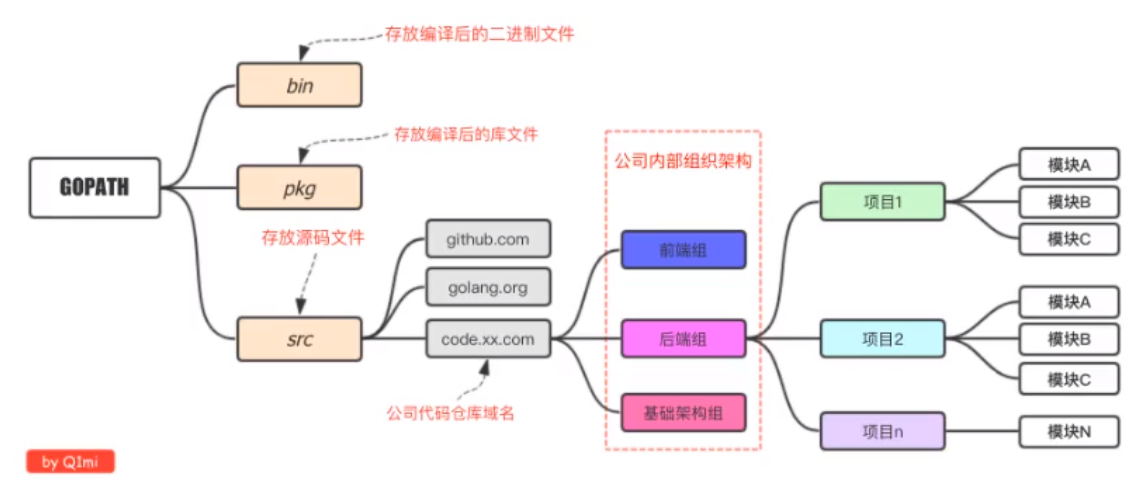 存放编译后的二进制文件
bin
存放编译后的库文件
pkg
GOPATH
存放源码文件
src
github.com
golang.org
code.xx.com
公司代码仓库域名
公司内部组织架构
前端组
后端组
基础架构组
项目1
模块A
模块B
模块C
项目2
模块A
模块B
模块C
项目n
模块N
by Q1mi